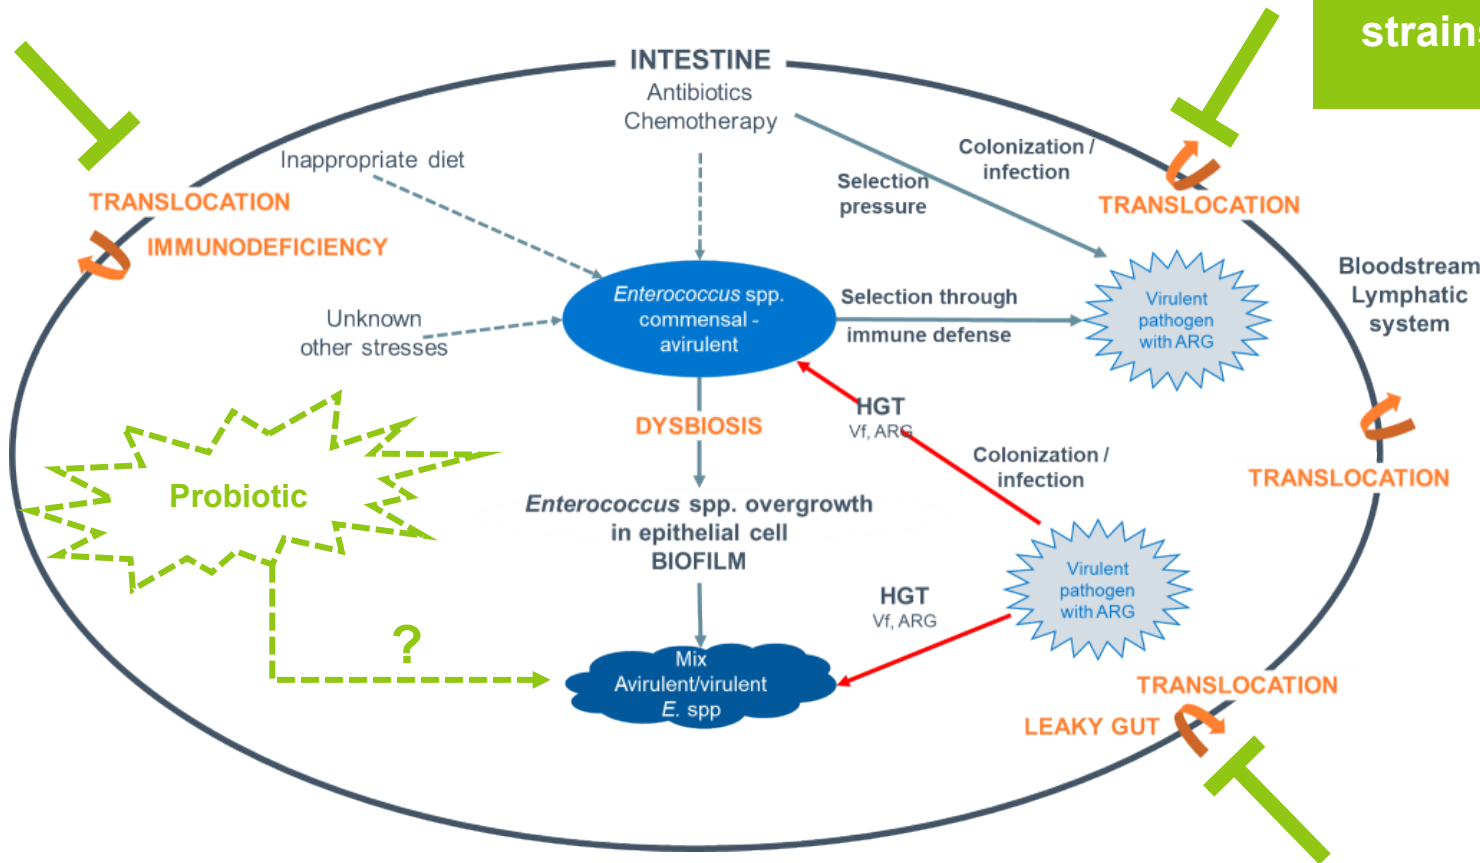 strains
INTESTINE
Antibiotics
Chemotherapy
Inappropriate diet
Colonization /
infection
Selection
pressure
TRANSLOCATION
TRANSLOCATION
IMMUNODEFICIENCY
Bloodstream
Lymphatic
system
Enterococcus spp.
commensal -
avirulent
Selection through
immune defense
Virulent
pathogen
with ARG
Unknown
other stresses
HGT
Vf, ARG
DYSBIOSIS
Colonization /
infection
TRANSLOCATION
Probiotic
Enterococcus spp. overgrowth
in epithelial cell
BIOFILM
Virulent
pathogen
with ARG
HGT
Vf, ARG
?
Mix
Avirulent/virulent
E. spp
TRANSLOCATION
LEAKY GUT